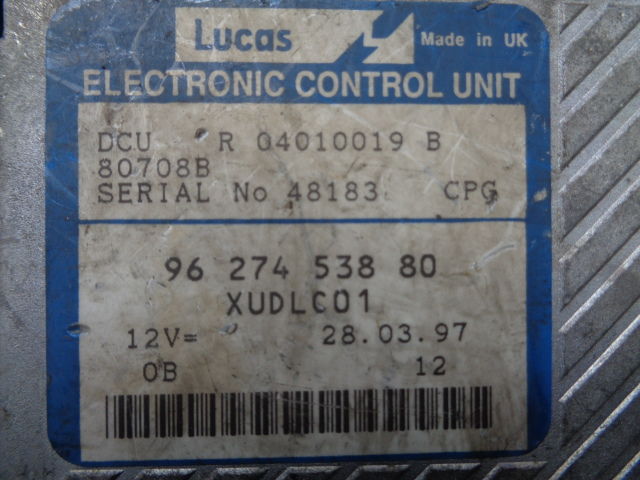 Lucas
Made in UK
ELECTRONIC CONTROL UNIT
DCU R 04010019 B
80708B
SERIAL No 48183 CPG
96 274 538 80
XUDLC01
12V= 28.03.97
0B 12